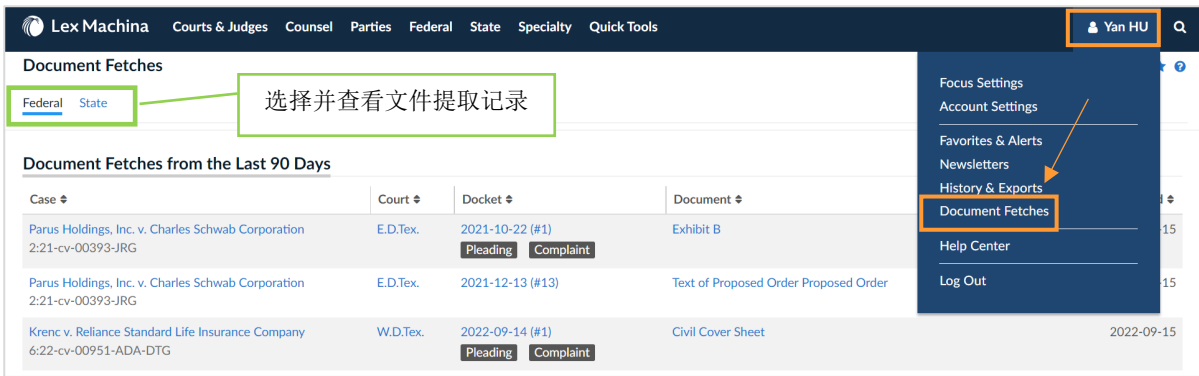 Lex Machina Courts & Judges Counsel Parties Federal State Specialty Quick Tools Yan HU
Document Fetches
Federal State
选择并查看文件提取记录
Focus Settings
Account Settings
Favorites & Alerts
Newsletters
History & Exports
Document Fetches
Help Center
Log Out
Document Fetches from the Last 90 Days
Case Court Docket Document
Parus Holdings, Inc. v. Charles Schwab Corporation E.D.Tex. 2021-10-22 (#1) Exhibit B -15
2:21-cv-00393-JRG Pleading Complaint
Parus Holdings, Inc. v. Charles Schwab Corporation E.D.Tex. 2021-12-13 (#13) Text of Proposed Order Proposed Order -15
2:21-cv-00393-JRG
Krenc v. Reliance Standard Life Insurance Company W.D.Tex. 2022-09-14 (#1) Civil Cover Sheet 2022-09-15
6:22-cv-00951-ADA-DTG Pleading Complaint